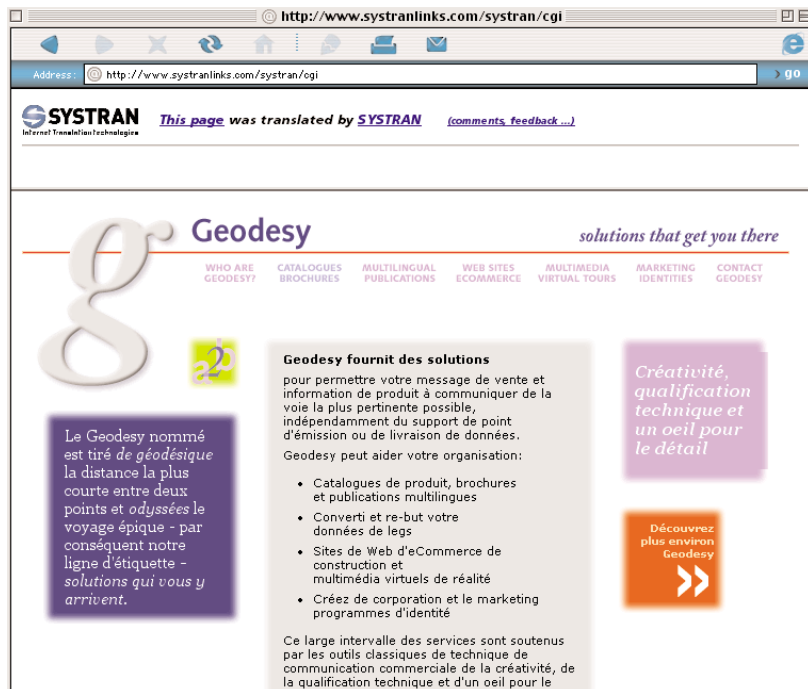 http://www.systranlinks.com/systran/cgi
Address: http://www.systranlinks.com/systran/cgi go
SYSTRAN
Internet Translation technologies
This page was translated by SYSTRAN (comments, feedback ...)
g
Geodesy
solutions that get you there
WHO ARE GEODESY?
CATALOGUES BROCHURES
MULTILINGUAL PUBLICATIONS
WEB SITES ECOMMERCE
MULTIMEDIA VIRTUAL TOURS
MARKETING IDENTITIES
CONTACT GEODESY
a2b
Le Geodesy nommé
est tiré de géodésique
la distance la plus
courte entre deux
points et odyssées le
voyage épique - par
conséquent notre
ligne d'étiquette -
solutions qui vous y
arrivent.
Geodesy fournit des solutions
pour permettre votre message de vente et
information de produit à communiquer de la
voie la plus pertinente possible,
indépendamment du support de point
d'émission ou de livraison de données.
Geodesy peut aider votre organisation:
• Catalogues de produit, brochures
et publications multilingues
• Converti et re-but votre
données de legs
• Sites de Web d'eCommerce de
construction et
multimédia virtuels de réalité
• Créez de corporation et le marketing
programmes d'identité
Ce large intervalle des services sont soutenus
par les outils classiques de technique de
communication commerciale de la créativité, de
la qualification technique et d'un oeil pour le
Créativité,
qualification
technique et
un oeil pour
le détail
Découvrez
plus environ
Geodesy